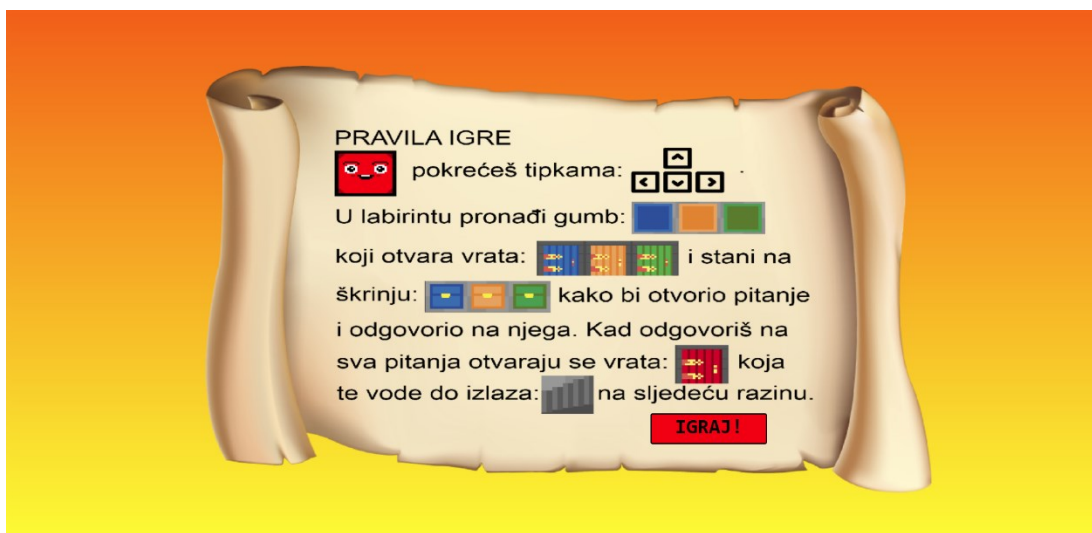 PRAVILA IGRE
pokrećeš tipkama: .
U labirintu pronađi gumb:
koji otvara vrata: i stani na
škrinju: kako bi otvorio pitanje
i odgovorio na njega. Kad odgovoriš na
sva pitanja otvaraju se vrata: koja
te vode do izlaza: na sljedeću razinu.
IGRAJ!